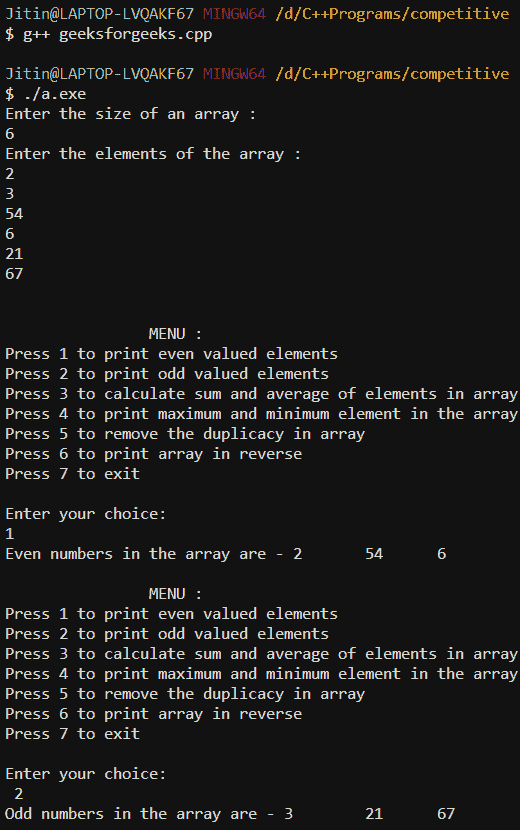 Jitin@LAPTOP-LVQAKF67 MINGW64 /d/C++Programs/competitive
$ g++ geeksforgeeks.cpp
Jitin@LAPTOP-LVQAKF67 MINGW64 /d/C++Programs/competitive
$ ./a.exe
Enter the size of an array :
6
Enter the elements of the array :
2
3
54
6
21
67
MENU :
Press 1 to print even valued elements
Press 2 to print odd valued elements
Press 3 to calculate sum and average of elements in array
Press 4 to print maximum and minimum element in the array
Press 5 to remove the duplicacy in array
Press 6 to print array in reverse
Press 7 to exit
Enter your choice:
1
Even numbers in the array are - 2 54 6
MENU :
Press 1 to print even valued elements
Press 2 to print odd valued elements
Press 3 to calculate sum and average of elements in array
Press 4 to print maximum and minimum element in the array
Press 5 to remove the duplicacy in array
Press 6 to print array in reverse
Press 7 to exit
Enter your choice:
2
Odd numbers in the array are - 3 21 67